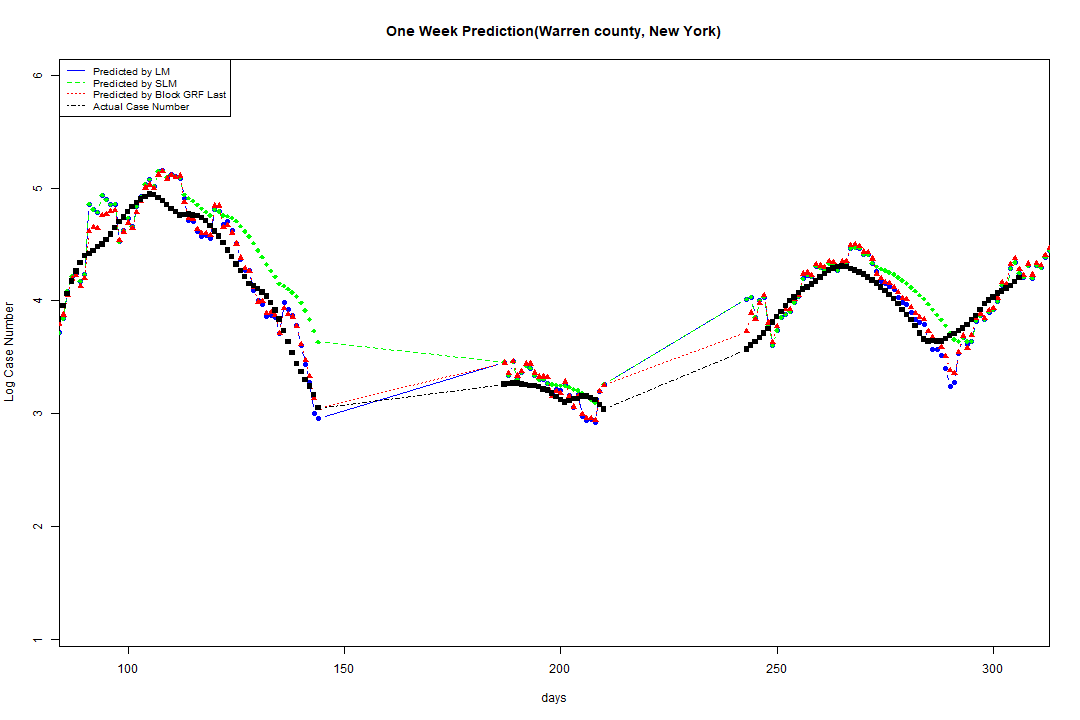 One Week Prediction(Warren county, New York)
Predicted by LM
Predicted by SLM
Predicted by Block GRF Last
Actual Case Number
6
5
4
3
2
1
Log Case Number
100 150 200 250 300
days